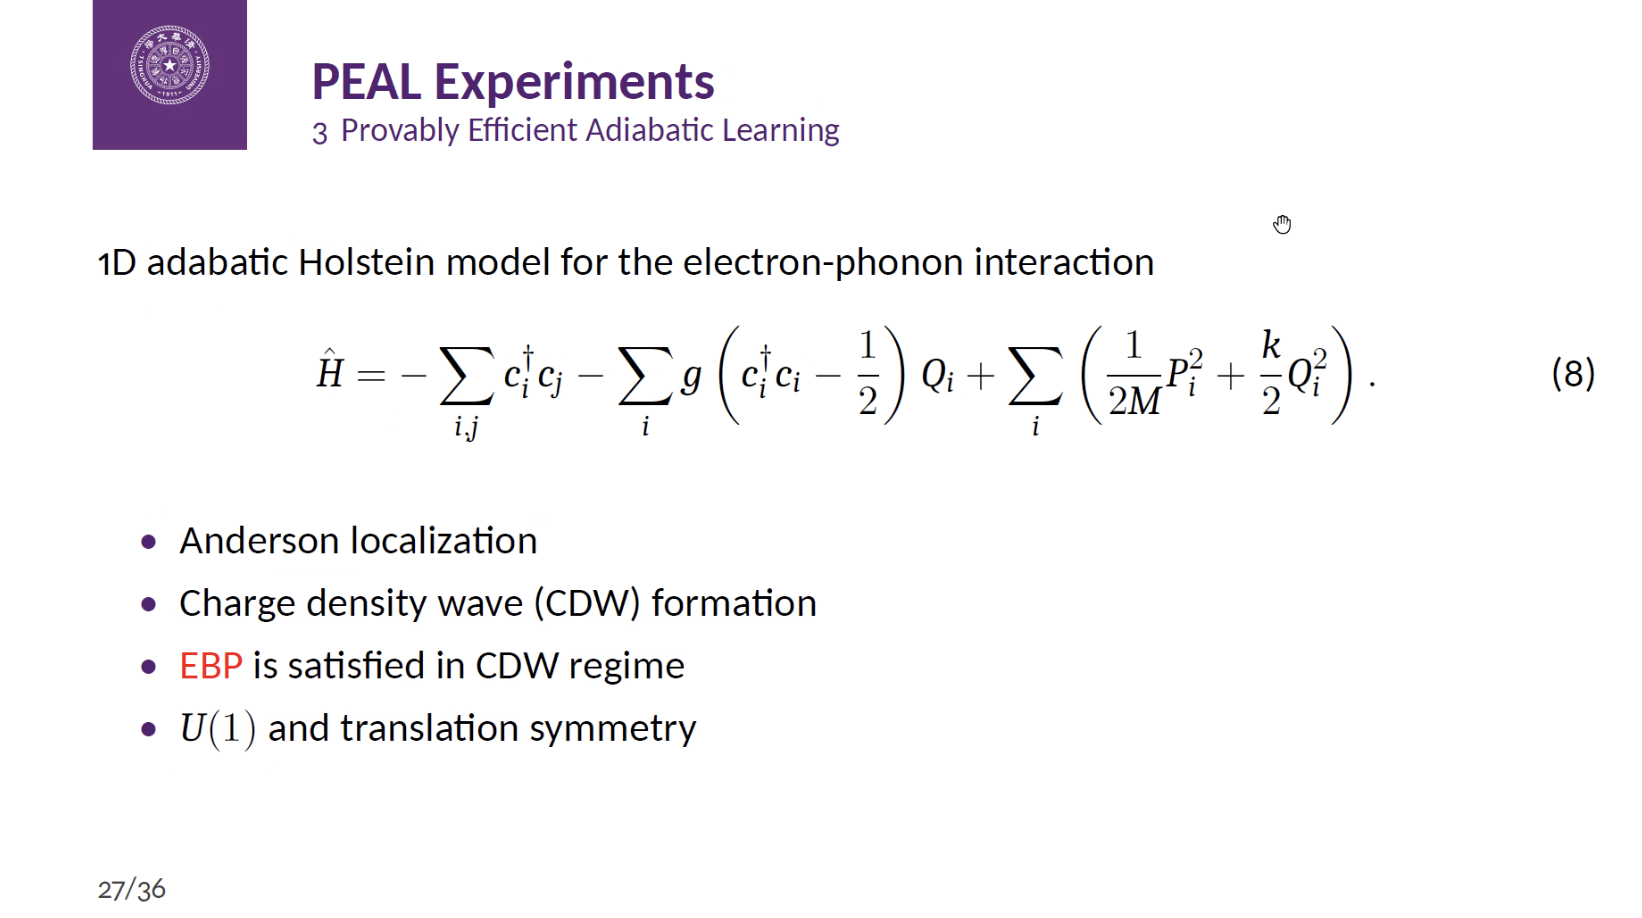 PEAL Experiments
3 Provably Efficient Adiabatic Learning
1D adabatic Holstein model for the electron-phonon interaction
$\hat{H} = -\sum_{i,j} c_i^\dagger c_j - \sum_i g \left( c_i^\dagger c_i - \frac{1}{2} \right) Q_i + \sum_i \left( \frac{1}{2M} P_i^2 + \frac{k}{2} Q_i^2 \right).$ (8)
• Anderson localization
• Charge density wave (CDW) formation
• EBP is satisfied in CDW regime
• $U(1)$ and translation symmetry
27/36